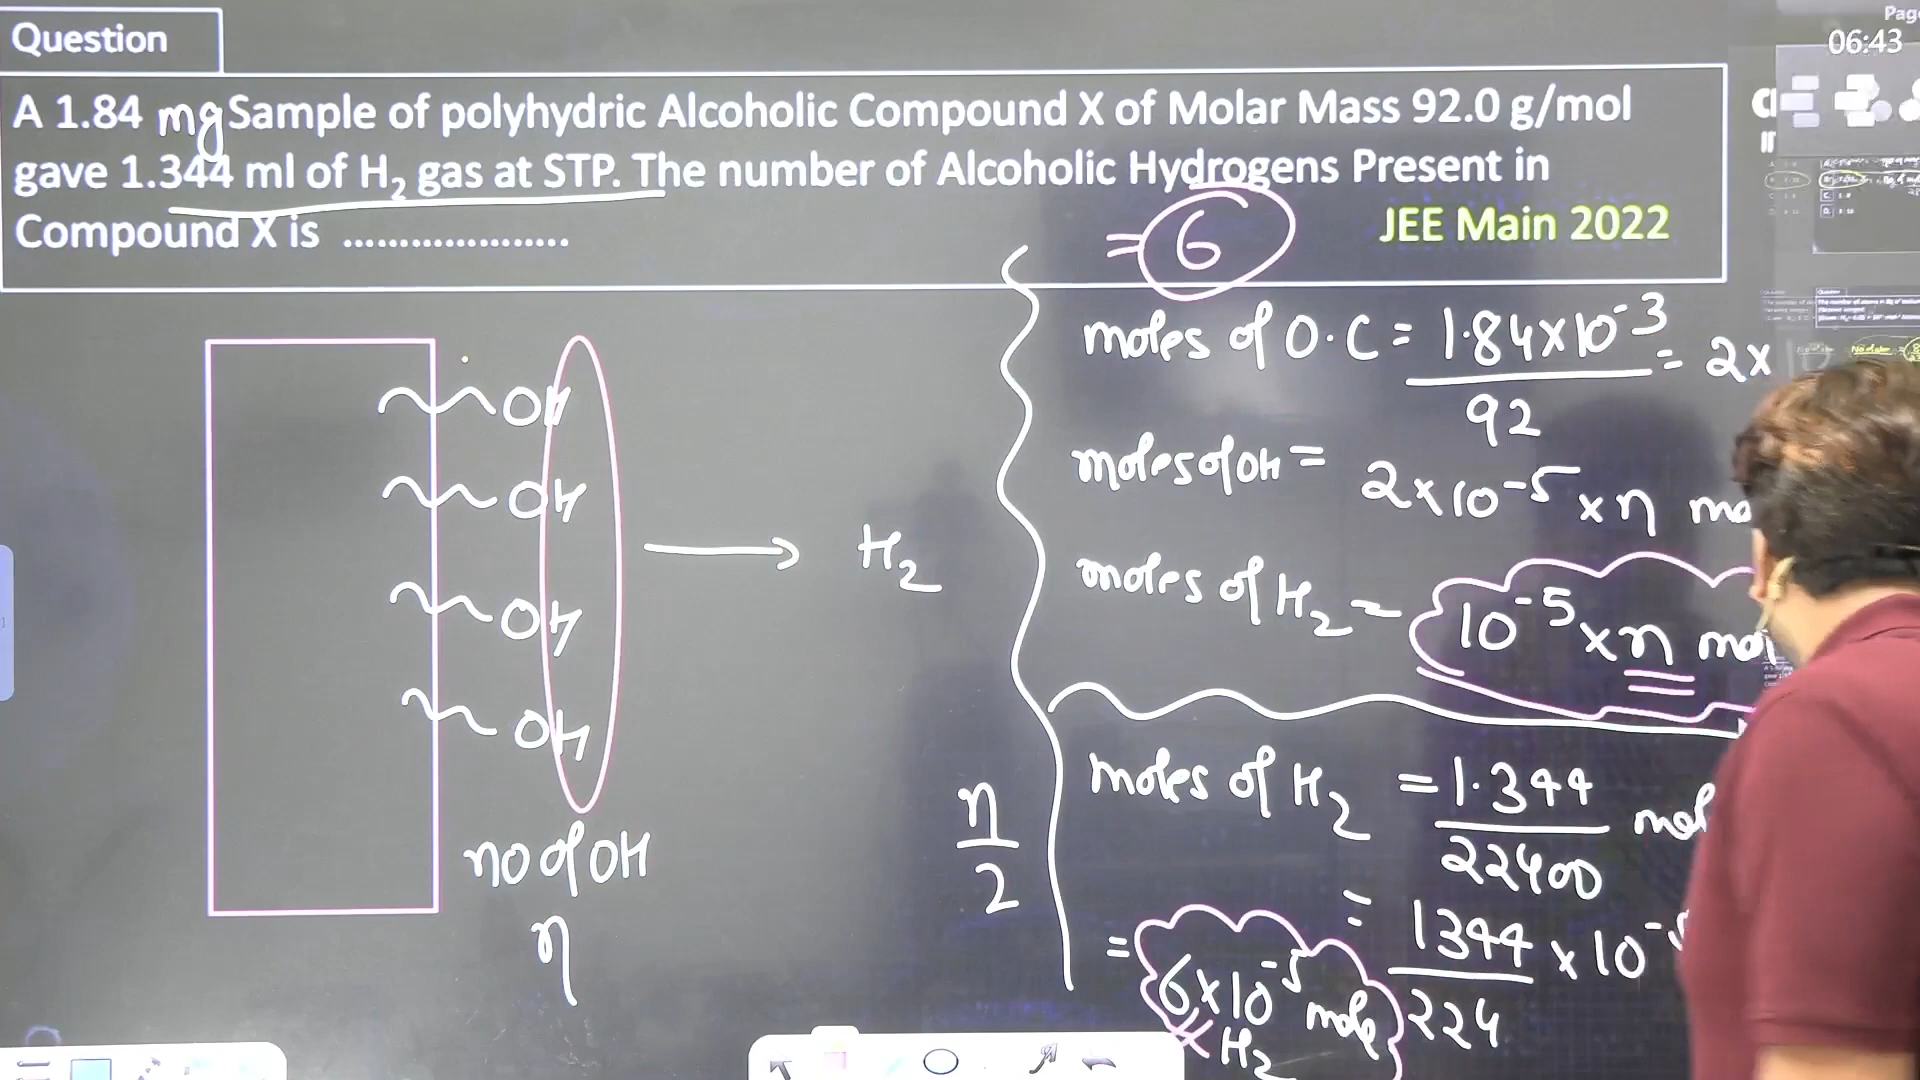 Page
06:43
Question
A 1.84 mg Sample of polyhydric Alcoholic Compound X of Molar Mass 92.0 g/mol
gave 1.344 ml of H₂ gas at STP. The number of Alcoholic Hydrogens Present in
Compound X is ....................
= 6
JEE Main 2022
OH
OH
OH
OH
no of OH
n
H₂
n/2
moles of O.C = 1.84×10⁻³/92 = 2×
moles of OH = 2×10⁻⁵ × n mo
moles of H₂ = 10⁻⁵ × n mol
moles of H₂ = 1.344/22400 mol
= 1344/224 × 10⁻
= 6×10⁻⁵ mole
H₂